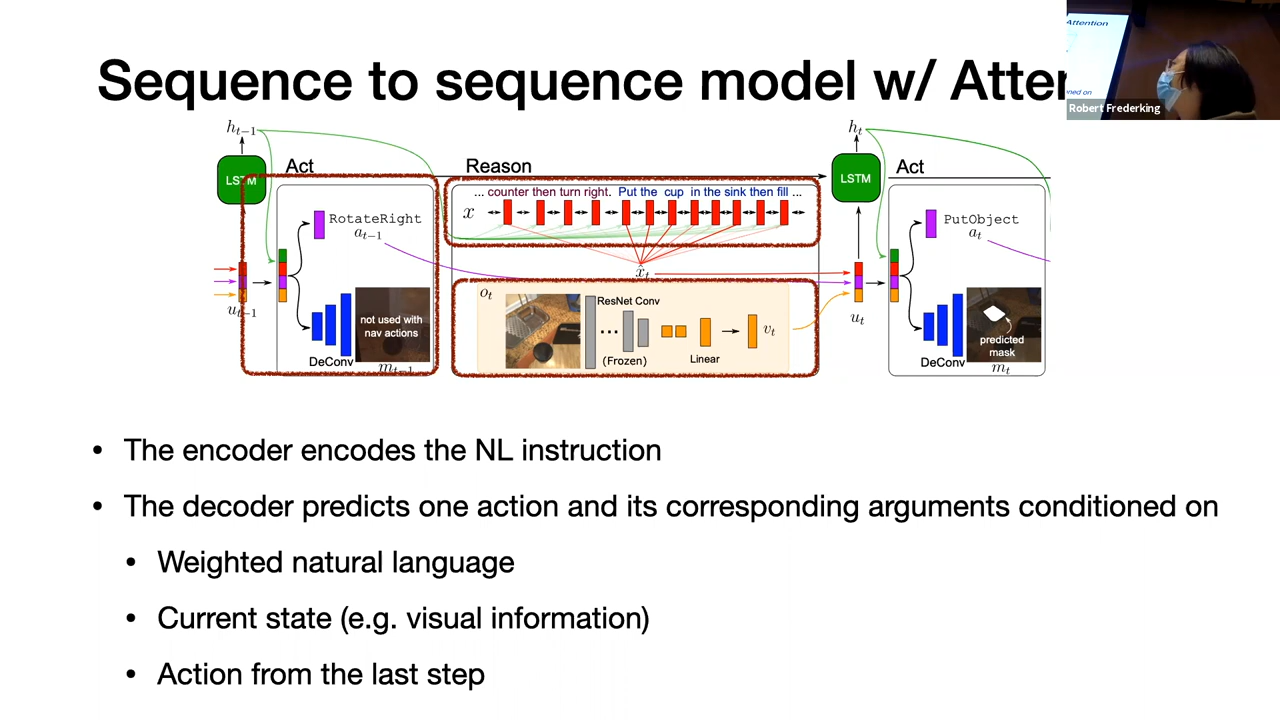 Sequence to sequence model w/ Atten
Attention
ned on
Robert Frederking
h_{t-1}
h_t
LSTM
Act
Reason
LSTM
Act
... counter then turn right. Put the cup in the sink then fill ...
x
RotateRight
a_{t-1}
PutObject
a_t
x̂_t
u_{t-1}
o_t
ResNet Conv
...
v_t
(Frozen)
Linear
u_t
not used with
nav actions
DeConv
m_{t-1}
predicted
mask
DeConv
m_t
• The encoder encodes the NL instruction
• The decoder predicts one action and its corresponding arguments conditioned on
• Weighted natural language
• Current state (e.g. visual information)
• Action from the last step